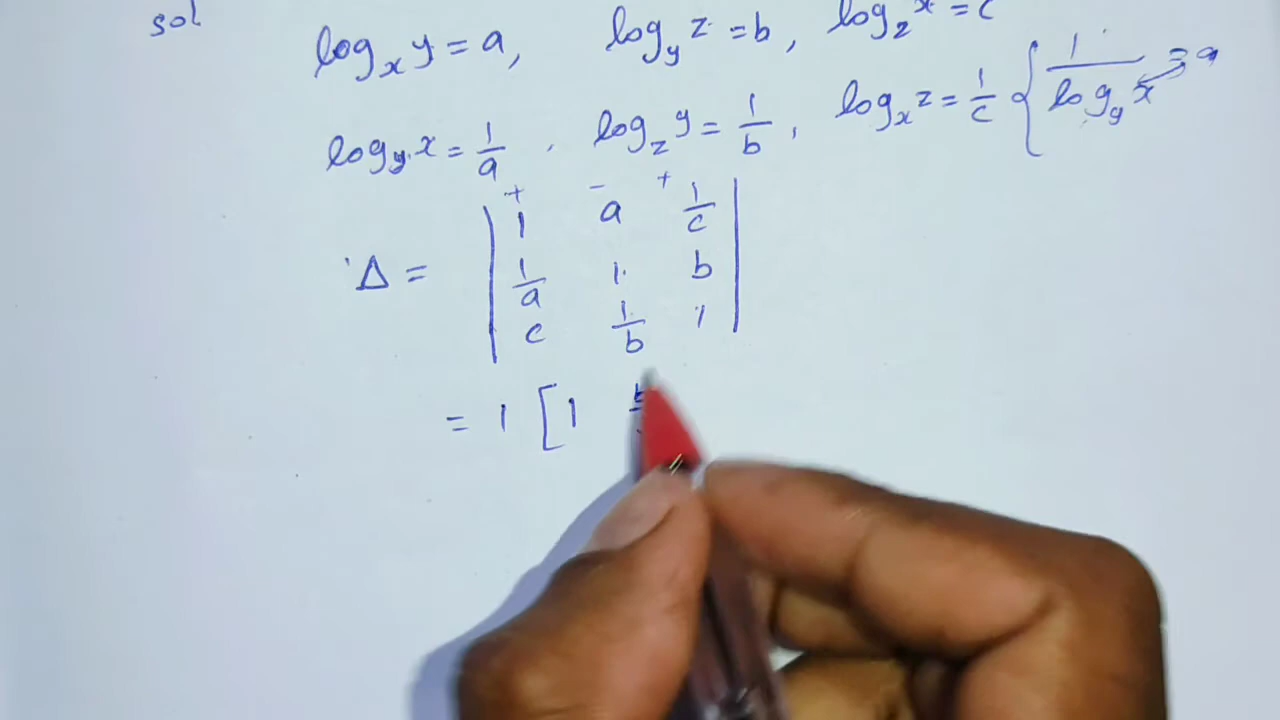 sol
log_x y = a, log_y z = b, log_z x = c
log_y x = 1/a . log_z y = 1/b , log_x z = 1/c { 1/log_y x = a
+ - +
1 a 1/c
Δ = 1/a 1 b
c 1/b 1
= 1 [ 1